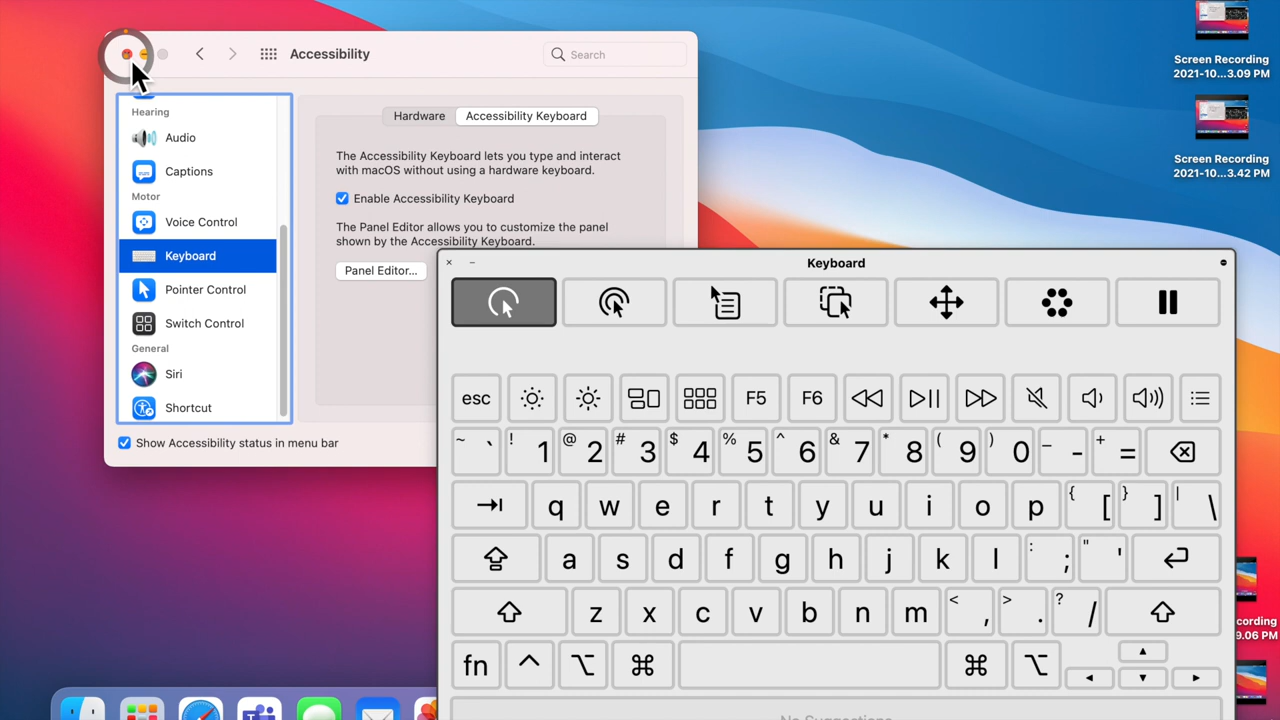 Accessibility
Search
Hearing
Audio
Captions
Motor
Voice Control
Keyboard
Pointer Control
Switch Control
General
Siri
Shortcut
Show Accessibility status in menu bar
Hardware
Accessibility Keyboard
The Accessibility Keyboard lets you type and interact
with macOS without using a hardware keyboard.
Enable Accessibility Keyboard
The Panel Editor allows you to customize the panel
shown by the Accessibility Keyboard.
Panel Editor...
Keyboard
esc F5 F6
~ ` ! 1 @ 2 # 3 $ 4 % 5 ^ 6 & 7 * 8 ( 9 ) 0 _ - + =
q w e r t y u i o p { [ } ] | \
a s d f g h j k l : ; " '
z x c v b n m < , > . ? /
fn ^ ⌥ ⌘ ⌘ ⌥
No Suggestions
Screen Recording
2021-10...3.09 PM
Screen Recording
2021-10...3.42 PM
cording
9.06 PM